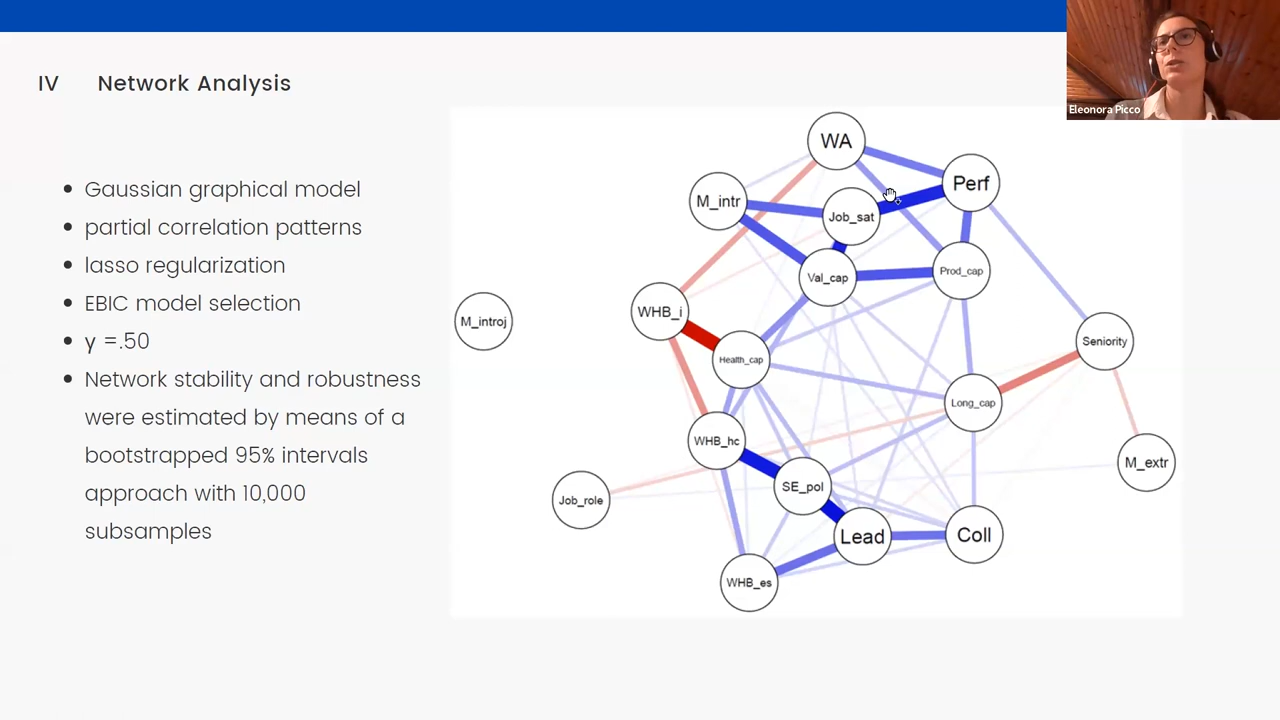 IV Network Analysis
Eleonora Picco
• Gaussian graphical model
• partial correlation patterns
• lasso regularization
• EBIC model selection
• γ =.50
• Network stability and robustness
were estimated by means of a
bootstrapped 95% intervals
approach with 10,000
subsamples
WA
Perf
M_intr
Job_sat
Val_cap
Prod_cap
WHB_i
M_introj
Health_cap
Seniority
Long_cap
WHB_hc
M_extr
SE_pol
Job_role
Lead
Coll
WHB_es